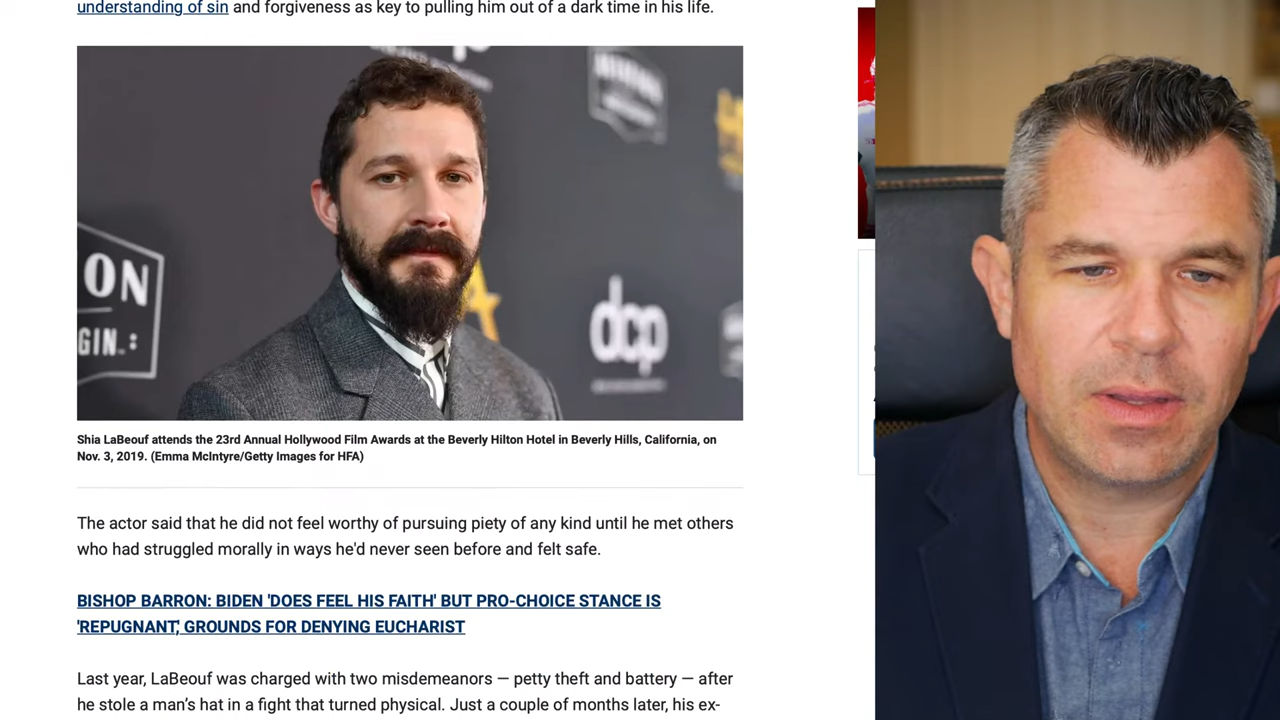 understanding of sin and forgiveness as key to pulling him out of a dark time in his life.
ON
GIN.:
dcp
Shia LaBeouf attends the 23rd Annual Hollywood Film Awards at the Beverly Hilton Hotel in Beverly Hills, California, on
Nov. 3, 2019. (Emma McIntyre/Getty Images for HFA)
The actor said that he did not feel worthy of pursuing piety of any kind until he met others
who had struggled morally in ways he'd never seen before and felt safe.
BISHOP BARRON: BIDEN 'DOES FEEL HIS FAITH' BUT PRO-CHOICE STANCE IS
'REPUGNANT,' GROUNDS FOR DENYING EUCHARIST
Last year, LaBeouf was charged with two misdemeanors — petty theft and battery — after
he stole a man's hat in a fight that turned physical. Just a couple of months later, his ex-